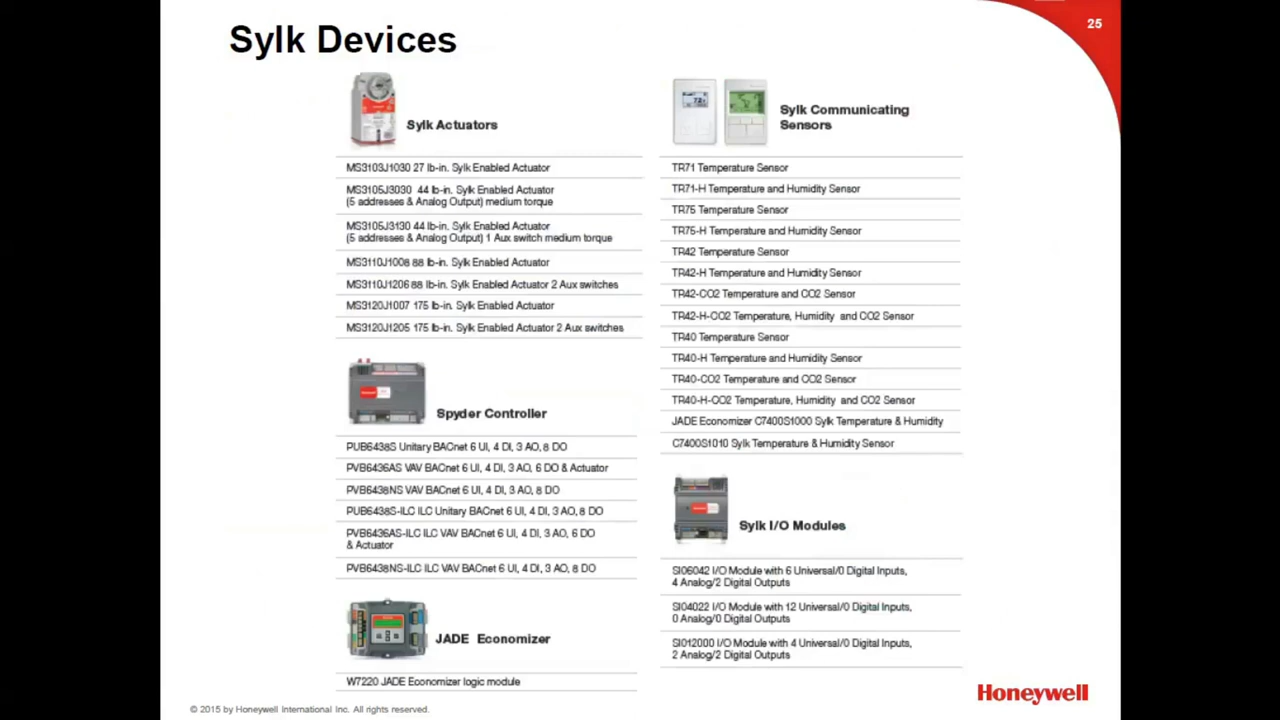 25
Sylk Devices
Sylk Actuators
MS3103J1030 27 lb-in. Sylk Enabled Actuator
MS3105J3030 44 lb-in. Sylk Enabled Actuator
(5 addresses & Analog Output) medium torque
MS3105J3130 44 lb-in. Sylk Enabled Actuator
(5 addresses & Analog Output) 1 Aux switch medium torque
MS3110J1008 88 lb-in. Sylk Enabled Actuator
MS3110J1206 88 lb-in. Sylk Enabled Actuator 2 Aux switches
MS3120J1007 175 lb-in. Sylk Enabled Actuator
MS3120J1205 175 lb-in. Sylk Enabled Actuator 2 Aux switches
Spyder Controller
PUB6438S Unitary BACnet 6 UI, 4 DI, 3 AO, 8 DO
PVB6436AS VAV BACnet 6 UI, 4 DI, 3 AO, 6 DO & Actuator
PVB6438NS VAV BACnet 6 UI, 4 DI, 3 AO, 8 DO
PUB6438S-ILC ILC Unitary BACnet 6 UI, 4 DI, 3 AO, 8 DO
PVB6436AS-ILC ILC VAV BACnet 6 UI, 4 DI, 3 AO, 6 DO
& Actuator
PVB6438NS-ILC ILC VAV BACnet 6 UI, 4 DI, 3 AO, 8 DO
JADE Economizer
W7220 JADE Economizer logic module
Sylk Communicating
Sensors
TR71 Temperature Sensor
TR71-H Temperature and Humidity Sensor
TR75 Temperature Sensor
TR75-H Temperature and Humidity Sensor
TR42 Temperature Sensor
TR42-H Temperature and Humidity Sensor
TR42-CO2 Temperature and CO2 Sensor
TR42-H-CO2 Temperature, Humidity and CO2 Sensor
TR40 Temperature Sensor
TR40-H Temperature and Humidity Sensor
TR40-CO2 Temperature and CO2 Sensor
TR40-H-CO2 Temperature, Humidity and CO2 Sensor
JADE Economizer C7400S1000 Sylk Temperature & Humidity
C7400S1010 Sylk Temperature & Humidity Sensor
Sylk I/O Modules
SIO6042 I/O Module with 6 Universal/0 Digital Inputs,
4 Analog/2 Digital Outputs
SIO4022 I/O Module with 12 Universal/0 Digital Inputs,
0 Analog/0 Digital Outputs
SIO12000 I/O Module with 4 Universal/0 Digital Inputs,
2 Analog/2 Digital Outputs
Honeywell
© 2015 by Honeywell International Inc. All rights reserved.